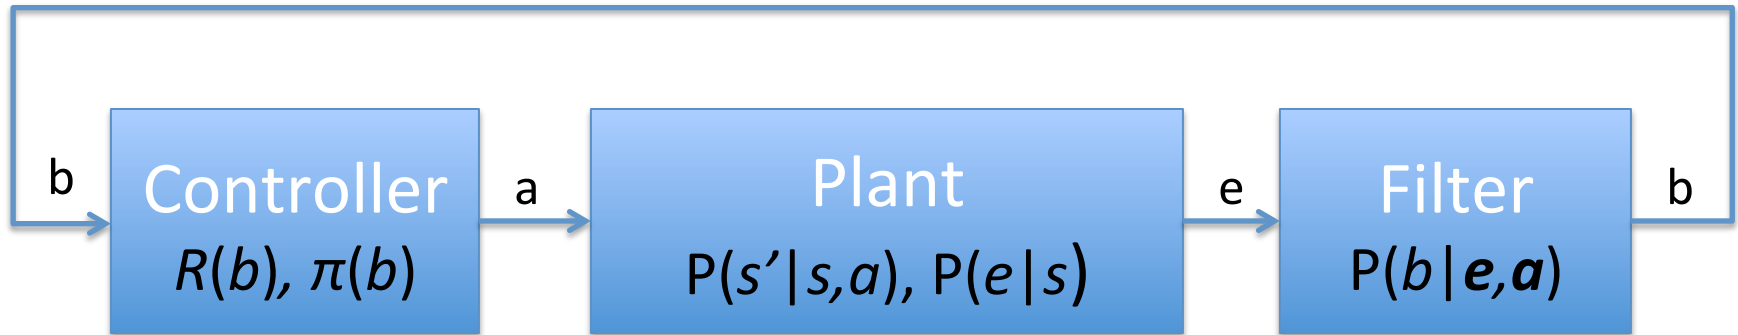 b
Controller
R(b), π(b)
a
Plant
P(s′|s,a), P(e|s)
e
Filter
P(b|e,a)
b